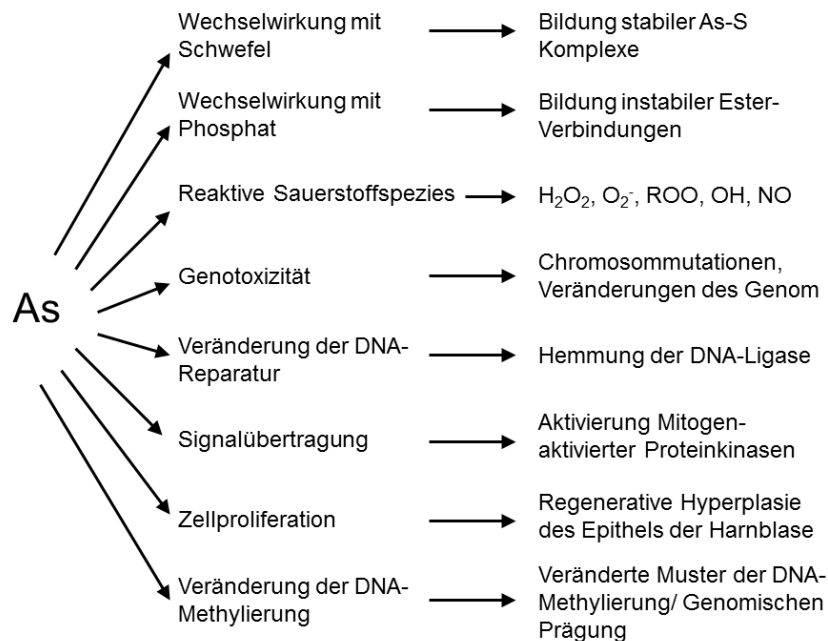 Wechselwirkung mit
Schwefel
Bildung stabiler As-S
Komplexe
Wechselwirkung mit
Phosphat
Bildung instabiler Ester-
Verbindungen
Reaktive Sauerstoffspezies
H₂O₂, O₂⁻, ROO, OH, NO
Genotoxizität
Chromosommutationen,
Veränderungen des Genom
As
Veränderung der DNA-
Reparatur
Hemmung der DNA-Ligase
Signalübertragung
Aktivierung Mitogen-
aktivierter Proteinkinasen
Zellproliferation
Regenerative Hyperplasie
des Epithels der Harnblase
Veränderung der DNA-
Methylierung
Veränderte Muster der DNA-
Methylierung/ Genomischen
Prägung